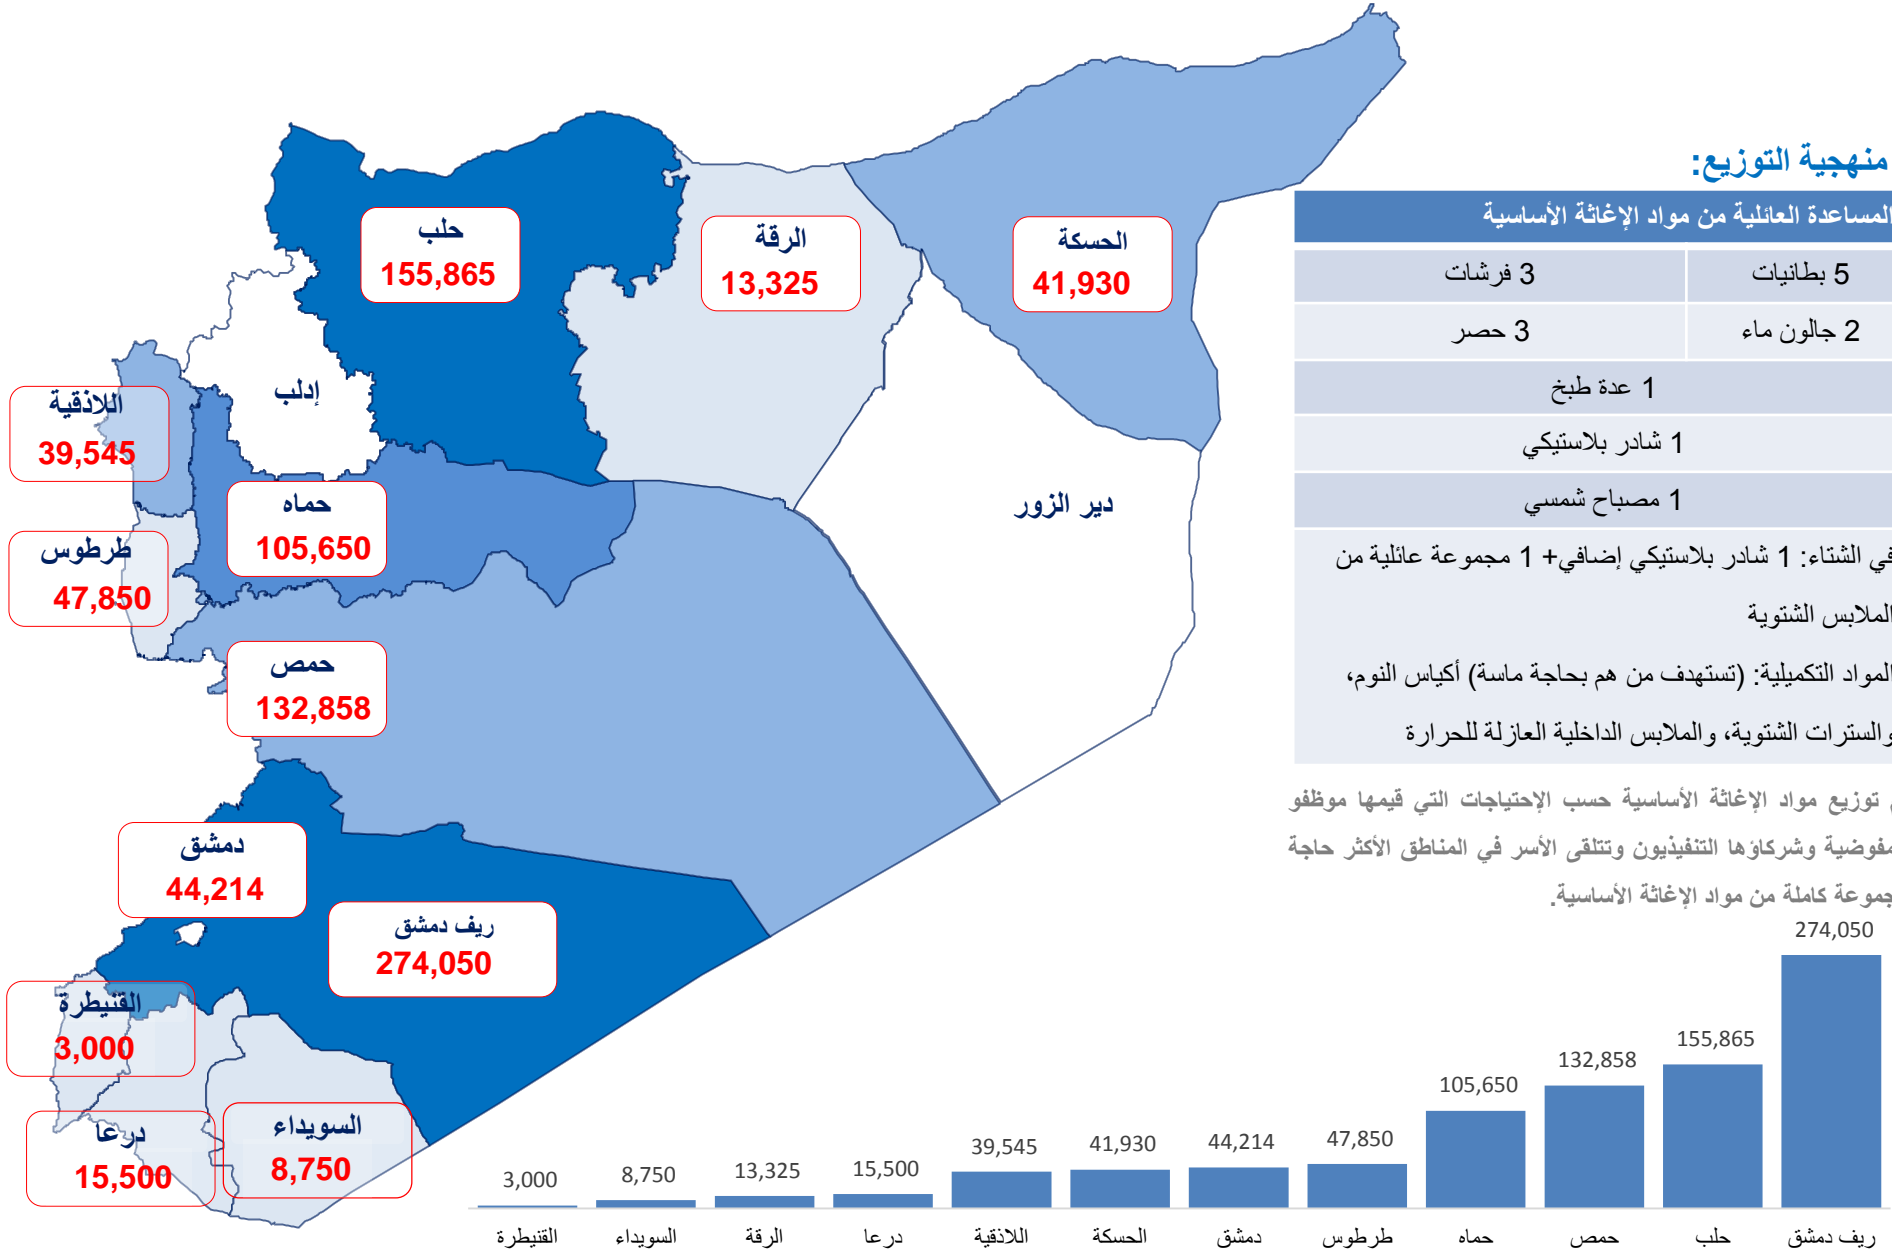 منهجية التوزيع:
المساعدة العائلية من مواد الإغاثة الأساسية
5 بطانيات
3 فرشات
2 جالون ماء
3 حصر
1 عدة طبخ
1 شادر بلاستيكي
1 مصباح شمسي
في الشتاء: 1 شادر بلاستيكي إضافي+ 1 مجموعة عائلية من
الملابس الشتوية
المواد التكميلية: (تستهدف من هم بحاجة ماسة) أكياس النوم،
والسترات الشتوية، والملابس الداخلية العازلة للحرارة
توزيع مواد الإغاثة الأساسية حسب الإحتياجات التي قيمها موظفو
مفوضية وشركاؤها التنفيذيون وتتلقى الأسر في المناطق الأكثر حاجة
جموعة كاملة من مواد الإغاثة الأساسية.
الحسكة
41,930
الرقة
13,325
حلب
155,865
إدلب
اللاذقية
39,545
دير الزور
حماه
105,650
طرطوس
47,850
حمص
132,858
دمشق
44,214
ريف دمشق
274,050
القنيطرة
3,000
السويداء
8,750
درعا
15,500
274,050
155,865
132,858
105,650
47,850
44,214
41,930
39,545
15,500
13,325
8,750
3,000
ريف دمشق
حلب
حمص
حماه
طرطوس
دمشق
الحسكة
اللاذقية
درعا
الرقة
السويداء
القنيطرة